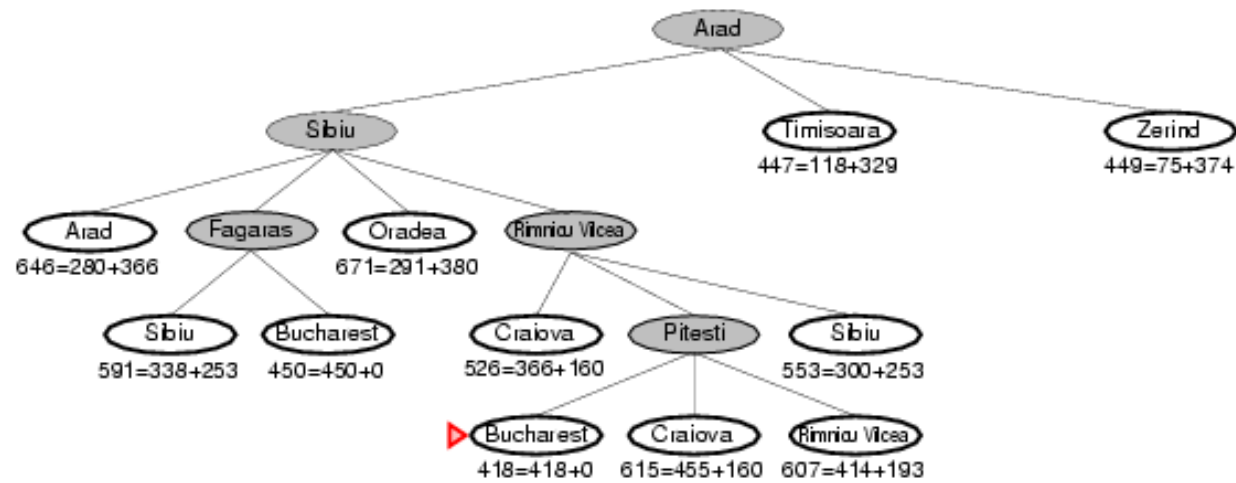 Arad
Sibiu
Timisoara
Zerind
447=118+329
449=75+374
Arad
Fagaras
Oradea
Rimnicu Vilcea
646=280+366
671=291+380
Sibiu
Bucharest
Craiova
Pitesti
Sibiu
591=338+253
450=450+0
526=366+160
553=300+253
Bucharest
Craiova
Rimnicu Vilcea
418=418+0
615=455+160
607=414+193